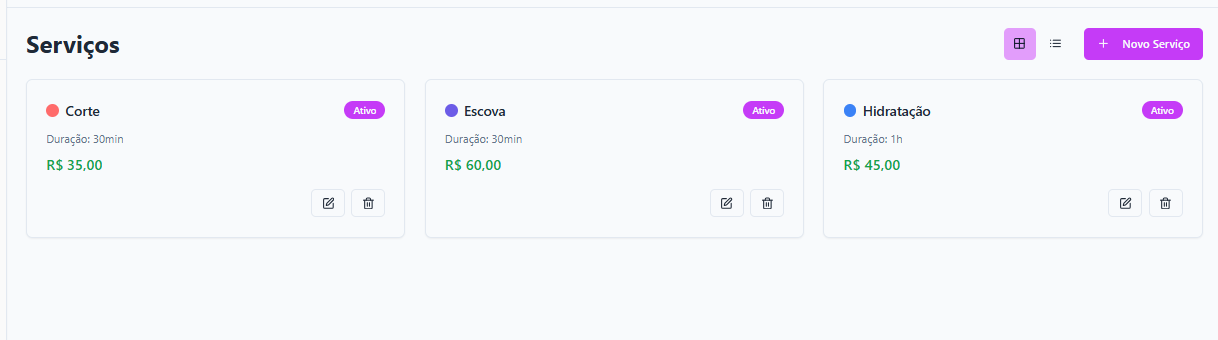 Serviços
+ Novo Serviço
Corte
Ativo
Duração: 30min
R$ 35,00
Escova
Ativo
Duração: 30min
R$ 60,00
Hidratação
Ativo
Duração: 1h
R$ 45,00